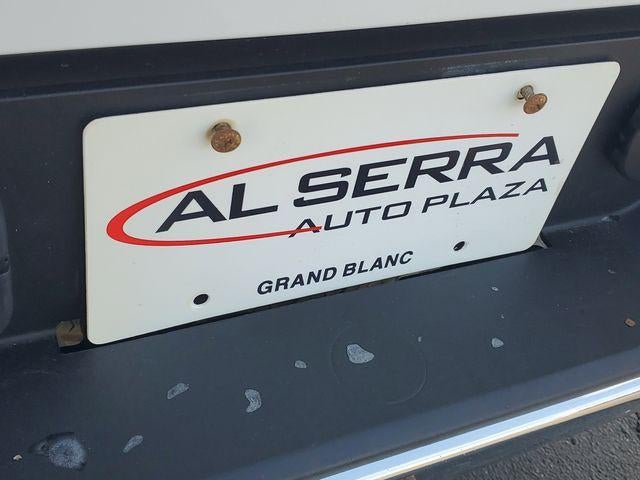 AL SERRA
AUTO PLAZA
GRAND BLANC